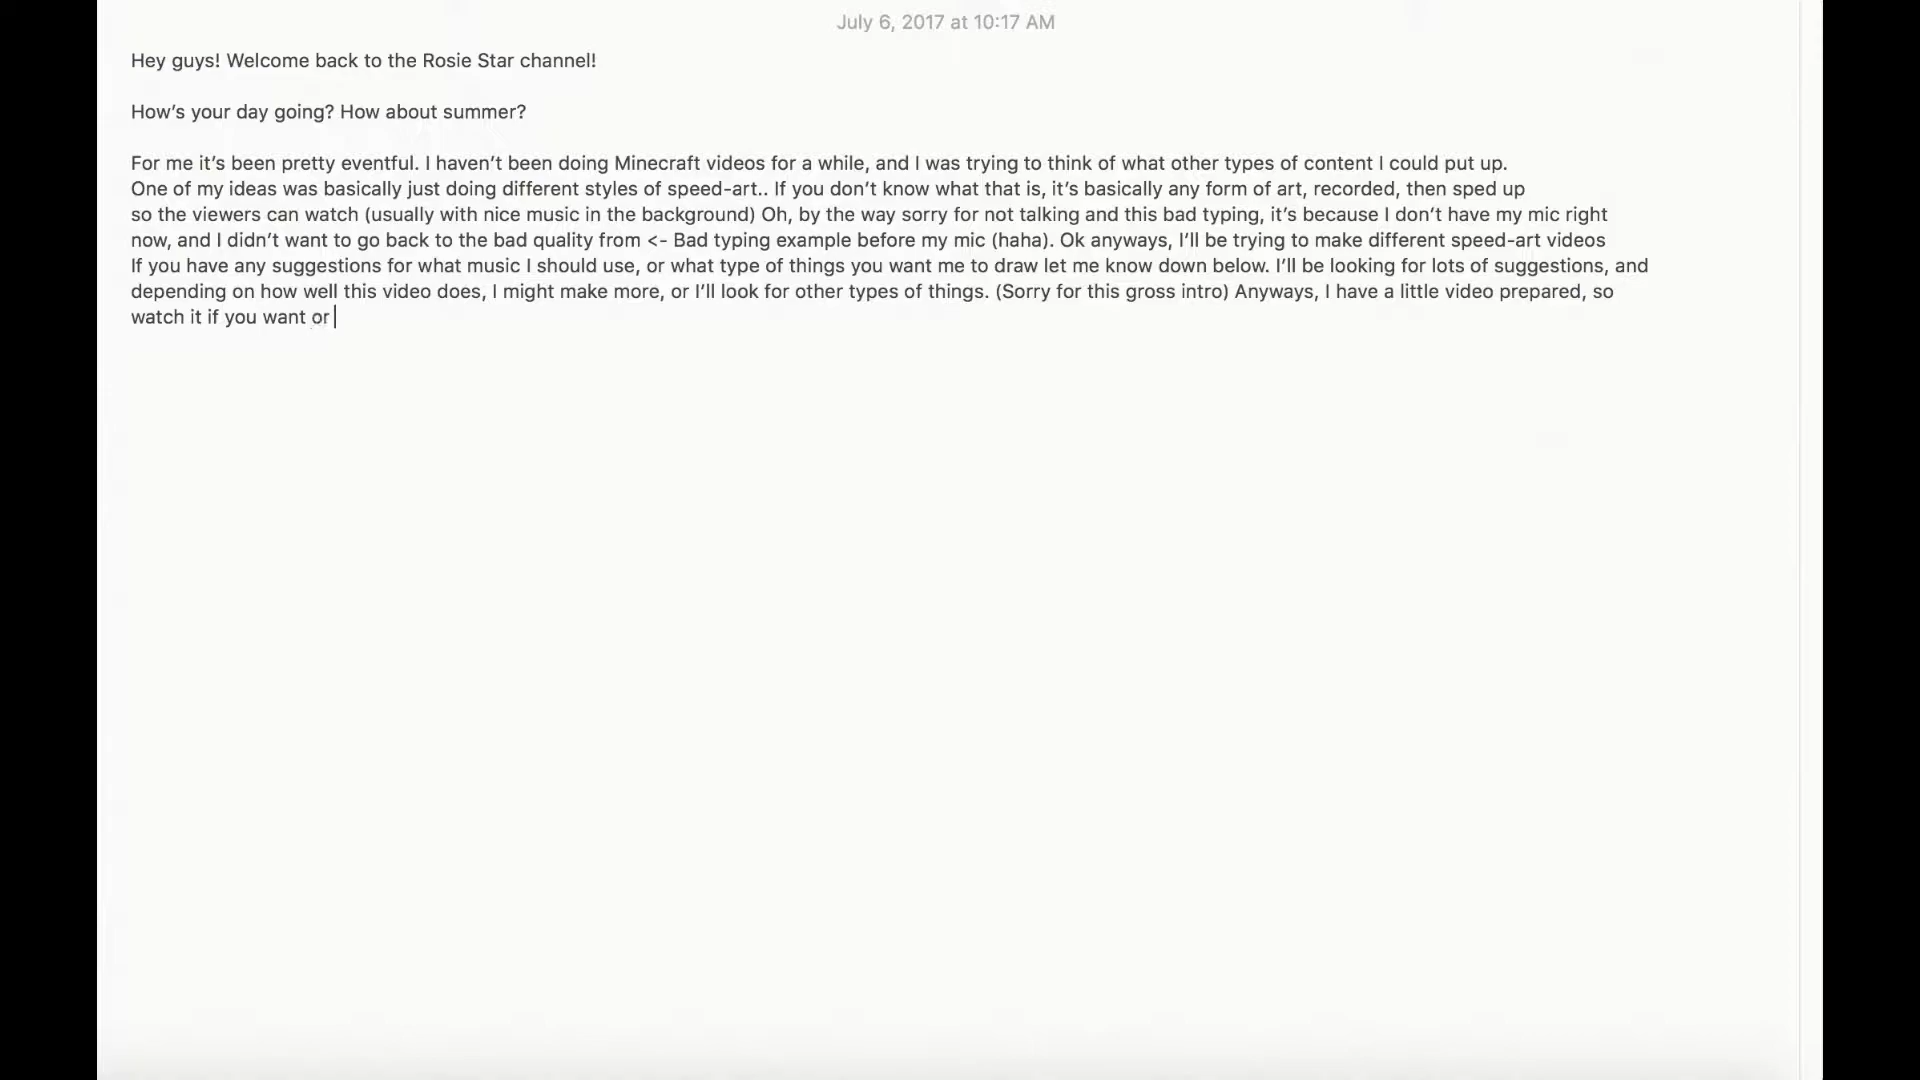 July 6, 2017 at 10:17 AM
Hey guys! Welcome back to the Rosie Star channel!
How’s your day going? How about summer?
For me it’s been pretty eventful. I haven’t been doing Minecraft videos for a while, and I was trying to think of what other types of content I could put up.
One of my ideas was basically just doing different styles of speed-art.. If you don’t know what that is, it’s basically any form of art, recorded, then sped up
so the viewers can watch (usually with nice music in the background) Oh, by the way sorry for not talking and this bad typing, it’s because I don’t have my mic right
now, and I didn’t want to go back to the bad quality from <- Bad typing example before my mic (haha). Ok anyways, I’ll be trying to make different speed-art videos
If you have any suggestions for what music I should use, or what type of things you want me to draw let me know down below. I’ll be looking for lots of suggestions, and
depending on how well this video does, I might make more, or I’ll look for other types of things. (Sorry for this gross intro) Anyways, I have a little video prepared, so
watch it if you want or